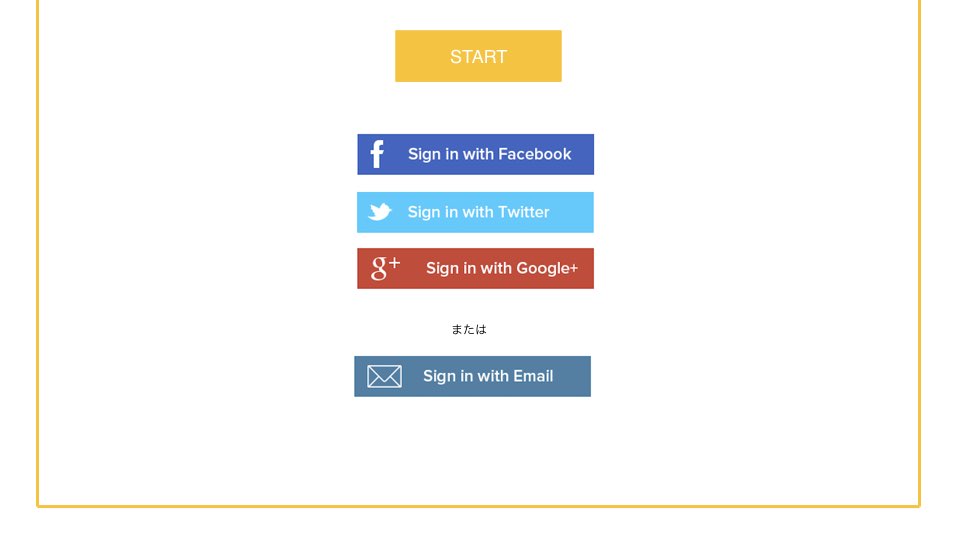 START
Sign in with Facebook
Sign in with Twitter
g+ Sign in with Google+
または
Sign in with Email